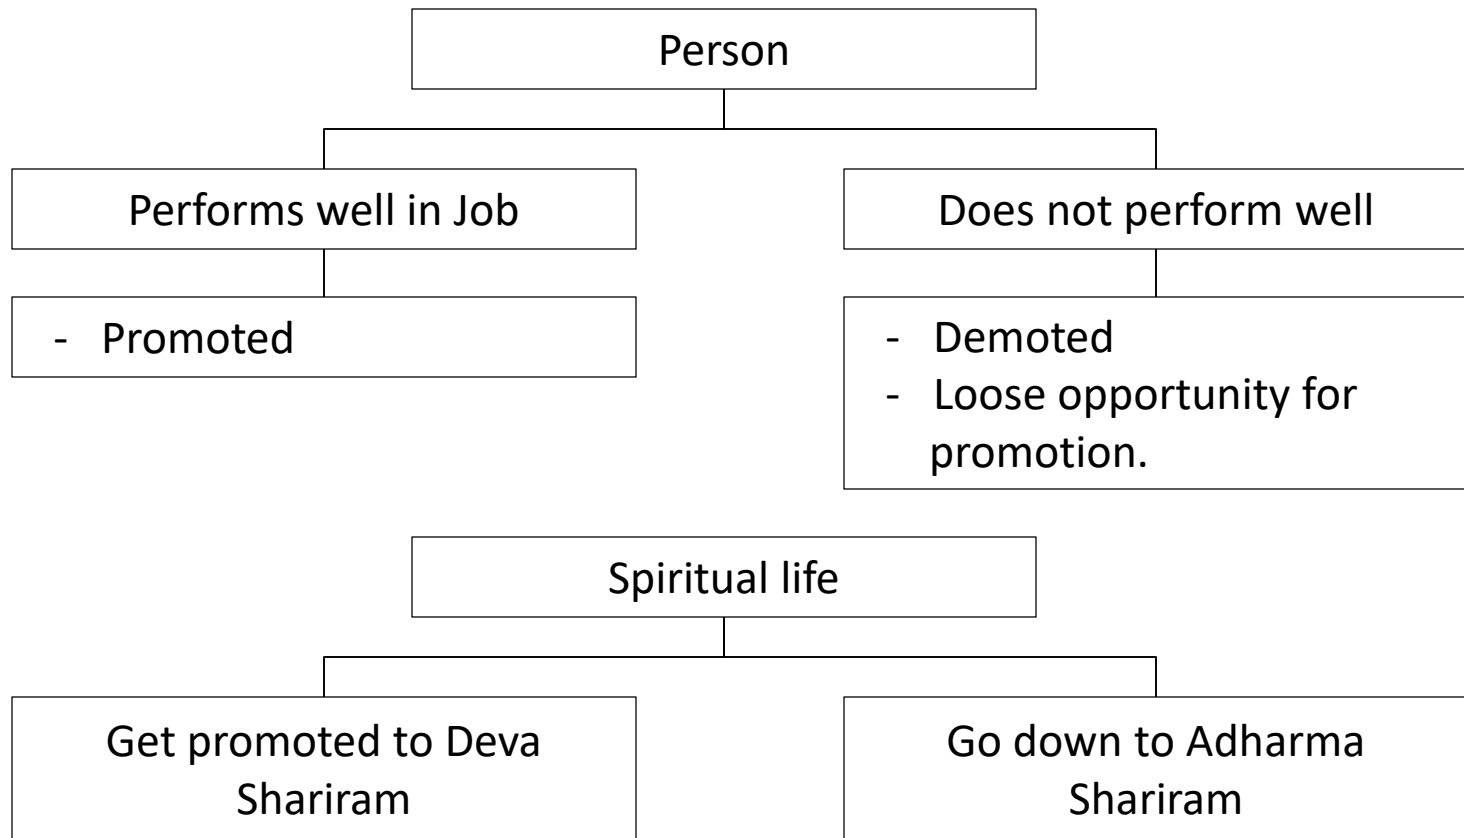 Person
Performs well in Job
Does not perform well
- Promoted
- Demoted
- Loose opportunity for
promotion.
Spiritual life
Get promoted to Deva
Shariram
Go down to Adharma
Shariram